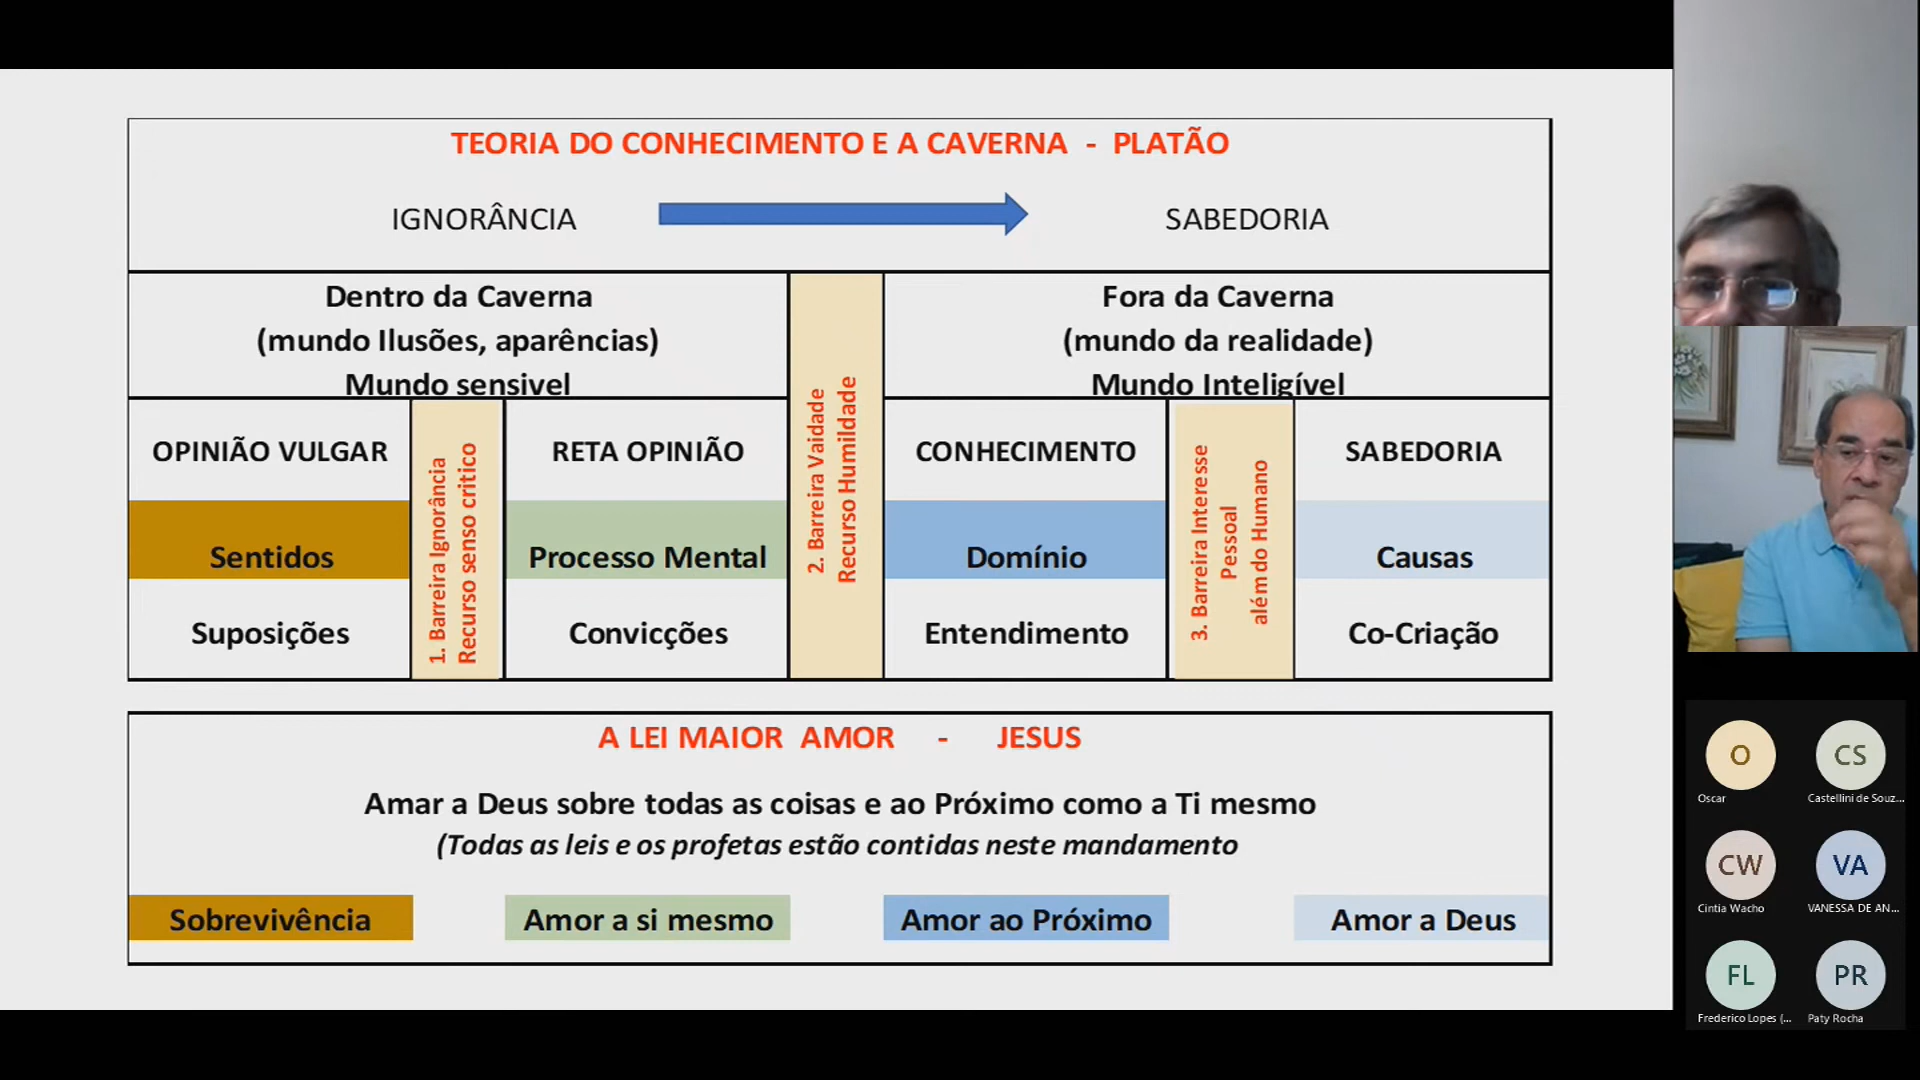 TEORIA DO CONHECIMENTO E A CAVERNA - PLATÃO
IGNORÂNCIA
SABEDORIA
Dentro da Caverna
(mundo Ilusões, aparências)
Mundo sensivel
Fora da Caverna
(mundo da realidade)
Mundo Inteligível
OPINIÃO VULGAR
Sentidos
Suposições
1. Barreira Ignorância
Recurso senso critico
RETA OPINIÃO
Processo Mental
Convicções
2. Barreira Vaidade
Recurso Humildade
CONHECIMENTO
Domínio
Entendimento
3. Barreira Interesse
Pessoal
além do Humano
SABEDORIA
Causas
Co-Criação
A LEI MAIOR AMOR - JESUS
Amar a Deus sobre todas as coisas e ao Próximo como a Ti mesmo
(Todas as leis e os profetas estão contidas neste mandamento
Sobrevivência
Amor a si mesmo
Amor ao Próximo
Amor a Deus
O
Oscar
CS
Castellini de Souz...
CW
Cintia Wacho
VA
VANESSA DE AN...
FL
Frederico Lopes (...
PR
Paty Rocha